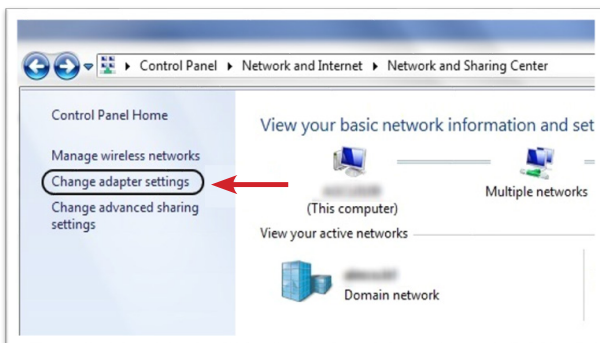 Control Panel Network and Internet Network and Sharing Center
Control Panel Home
View your basic network information and set
Manage wireless networks
Change adapter settings
Change advanced sharing
settings
Multiple networks
(This computer)
View your active networks
Domain network